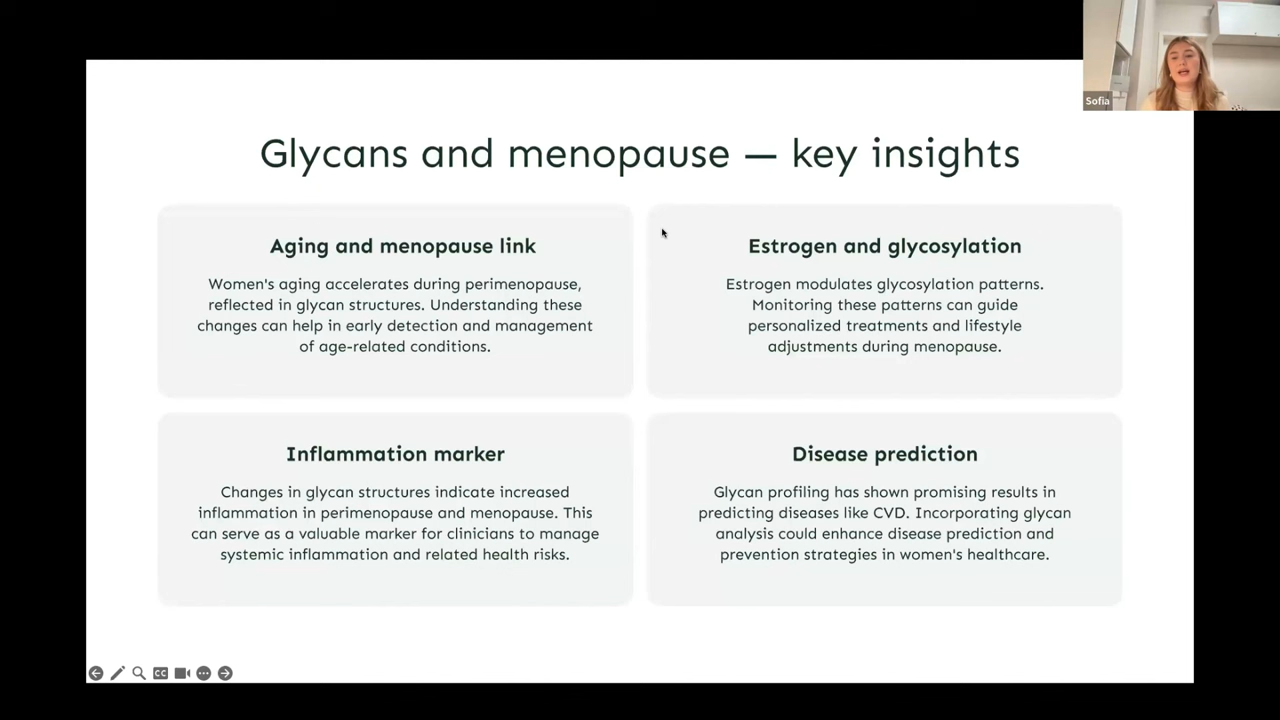 Sofia
Glycans and menopause — key insights
Aging and menopause link
Women's aging accelerates during perimenopause,
reflected in glycan structures. Understanding these
changes can help in early detection and management
of age-related conditions.
Estrogen and glycosylation
Estrogen modulates glycosylation patterns.
Monitoring these patterns can guide
personalized treatments and lifestyle
adjustments during menopause.
Inflammation marker
Changes in glycan structures indicate increased
inflammation in perimenopause and menopause. This
can serve as a valuable marker for clinicians to manage
systemic inflammation and related health risks.
Disease prediction
Glycan profiling has shown promising results in
predicting diseases like CVD. Incorporating glycan
analysis could enhance disease prediction and
prevention strategies in women's healthcare.
CC